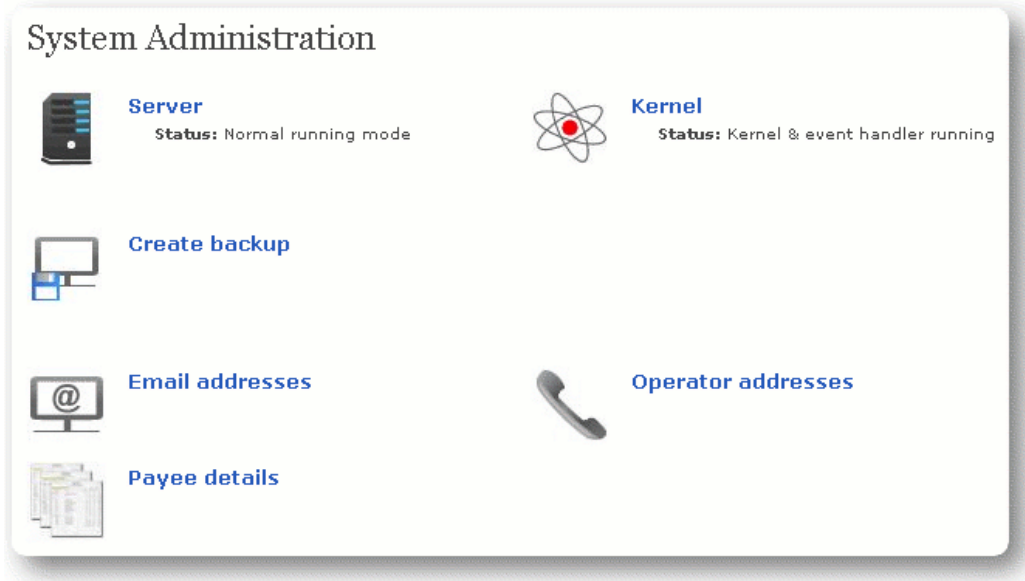 System Administration
Server
Status: Normal running mode
Kernel
Status: Kernel & event handler running
Create backup
@
Email addresses
Operator addresses
Payee details